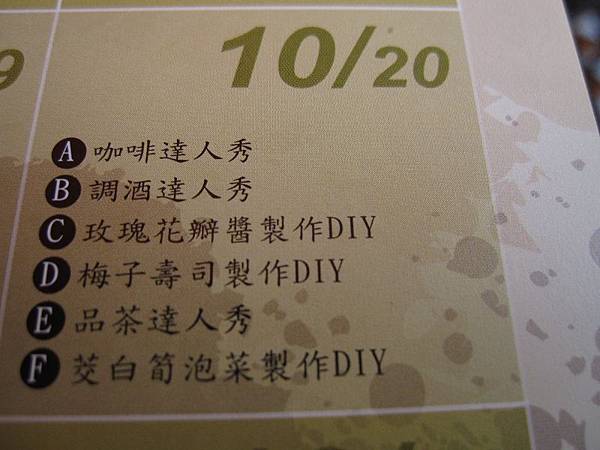 9
10/20
A 咖啡達人秀
B 調酒達人秀
C 玫瑰花瓣醬製作DIY
D 梅子壽司製作DIY
E 品茶達人秀
F 茭白筍泡菜製作DIY